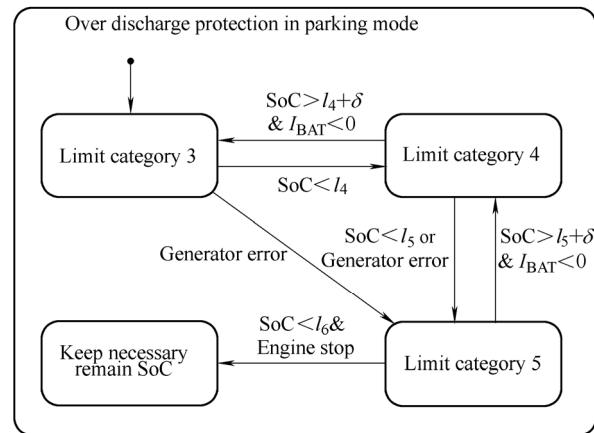 Over discharge protection in parking mode
SoC>l₄+δ
& I_BAT<0
Limit category 3
Limit category 4
SoC<l₄
Generator error
SoC<l₅ or
Generator error
SoC>l₅+δ
& I_BAT<0
SoC<l₆&
Engine stop
Keep necessary
remain SoC
Limit category 5